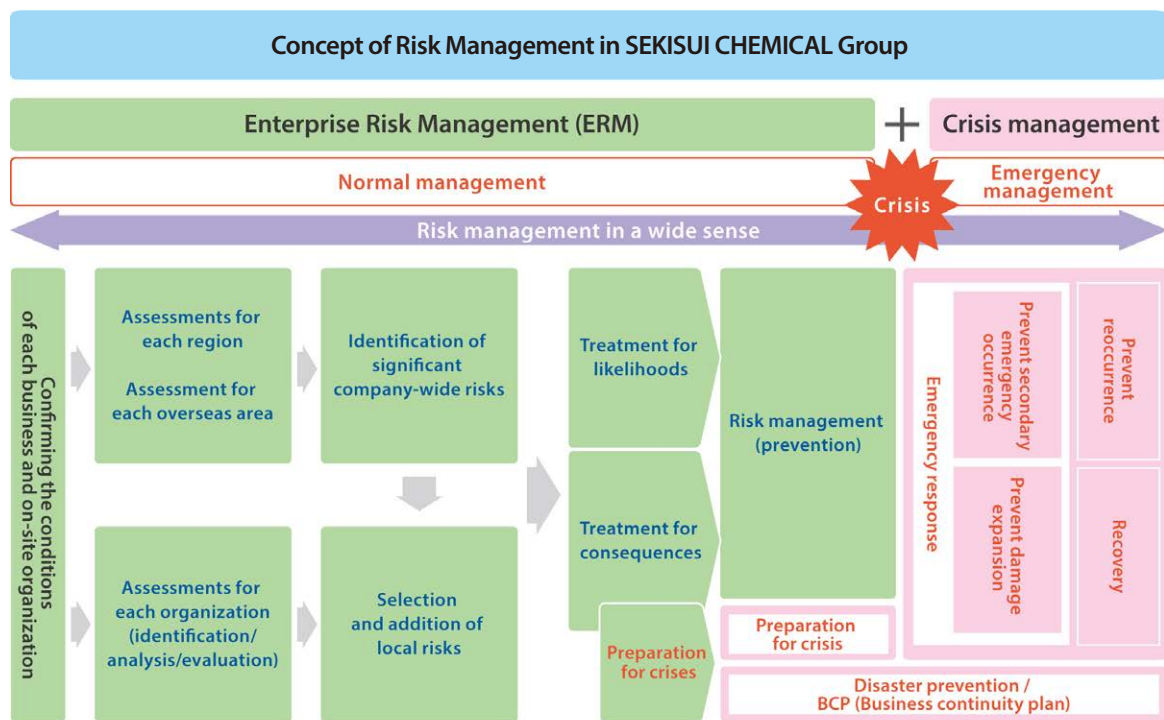 Concept of Risk Management in SEKISUI CHEMICAL Group
Enterprise Risk Management (ERM)
+
Crisis management
Normal management
Crisis
Emergency
management
Risk management in a wide sense
Confirming the conditions
of each business and on-site organization
Assessments for
each region
Assessment for
each overseas area
Identification of
significant
company-wide risks
Assessments for
each organization
(identification/
analysis/evaluation)
Selection
and addition of
local risks
Treatment for
likelihoods
Treatment for
consequences
Preparation
for crises
Risk management
(prevention)
Preparation
for crisis
Emergency response
Prevent secondary
emergency
occurrence
Prevent damage
expansion
Prevent
reoccurrence
Recovery
Disaster prevention /
BCP (Business continuity plan)